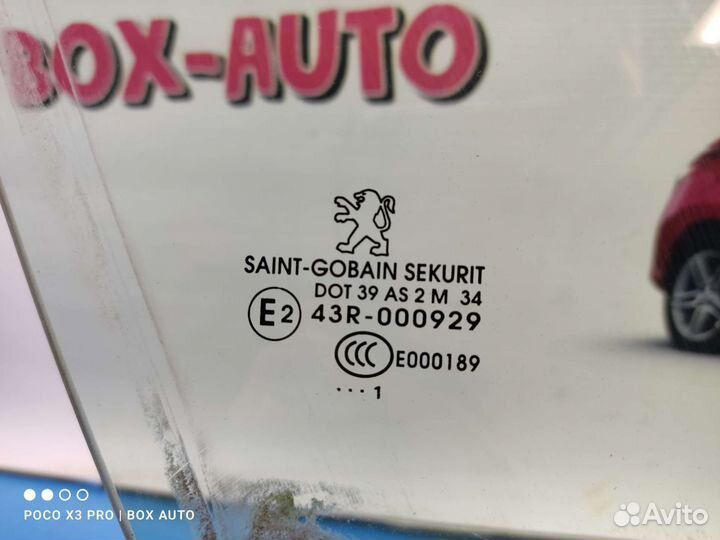 BOX-AUTO
SAINT-GOBAIN SEKURIT
DOT 39 AS 2 M 34
E2 43R-000929
CCC E000189
... 1
POCO X3 PRO | BOX AUTO
Avito